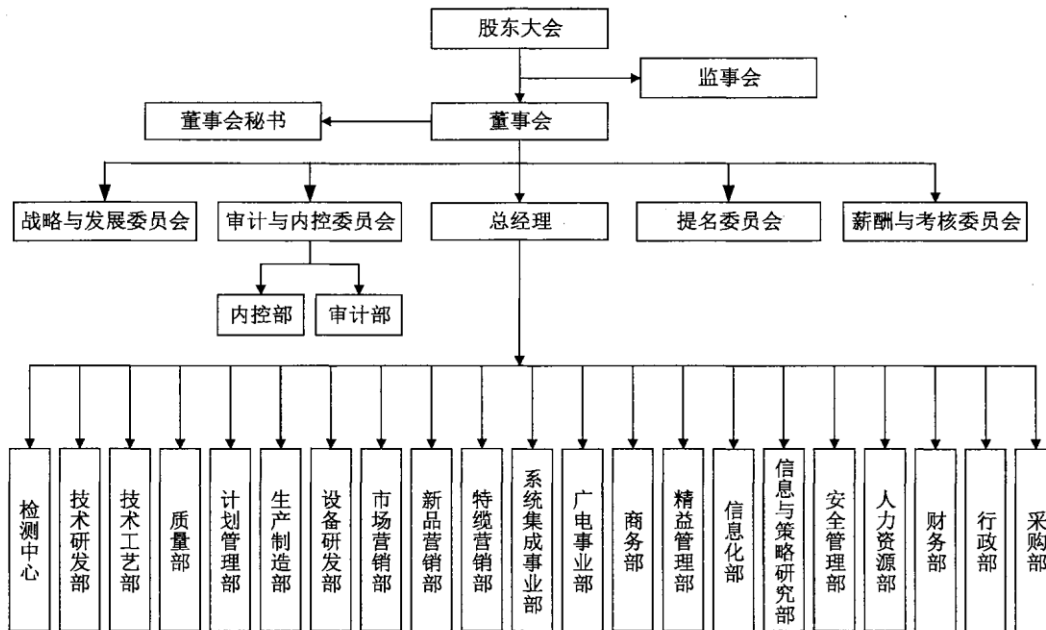 股东大会
监事会
董事会秘书
董事会
战略与发展委员会
审计与内控委员会
总经理
提名委员会
薪酬与考核委员会
内控部
审计部
检测中心
技术研发部
技术工艺部
质量部
计划管理部
生产制造部
设备研发部
市场营销部
新品营销部
特缆营销部
系统集成事业部
广电事业部
商务部
精益管理部
信息化部
信息与策略研究部
安全管理部
人力资源部
财务部
行政部
采购部